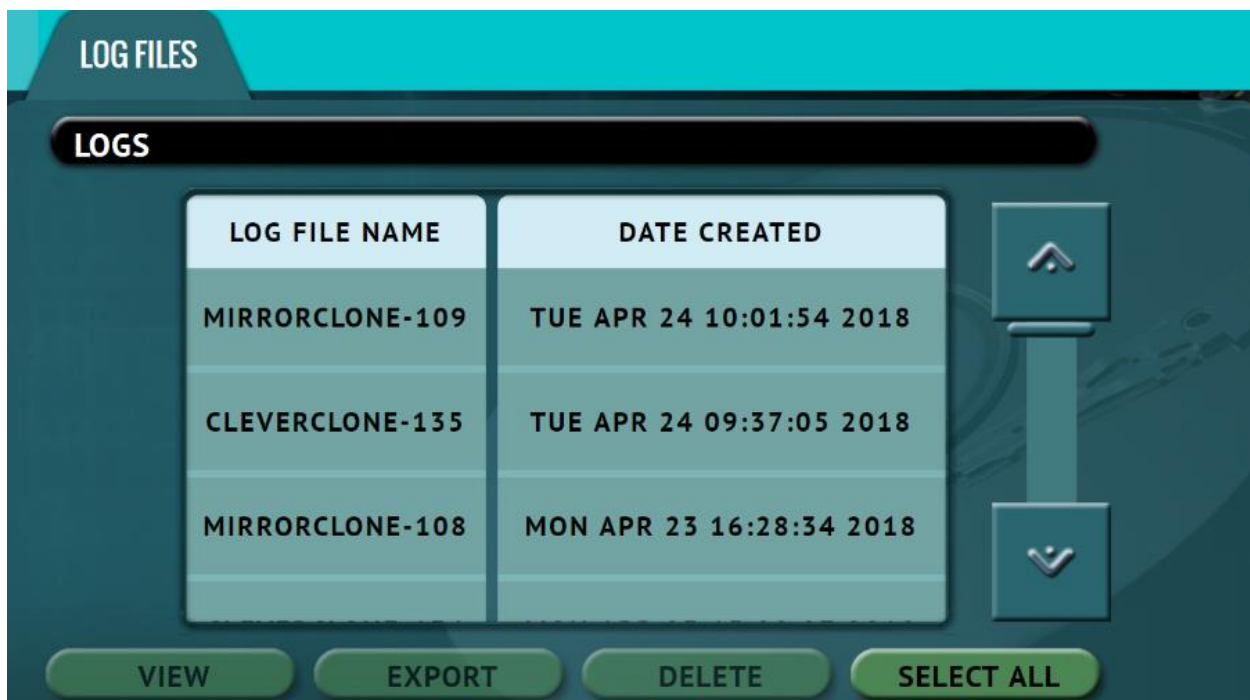 LOG FILES
LOGS
LOG FILE NAME DATE CREATED
MIRRORCLONE-109 TUE APR 24 10:01:54 2018
CLEVERCLONE-135 TUE APR 24 09:37:05 2018
MIRRORCLONE-108 MON APR 23 16:28:34 2018
VIEW EXPORT DELETE SELECT ALL